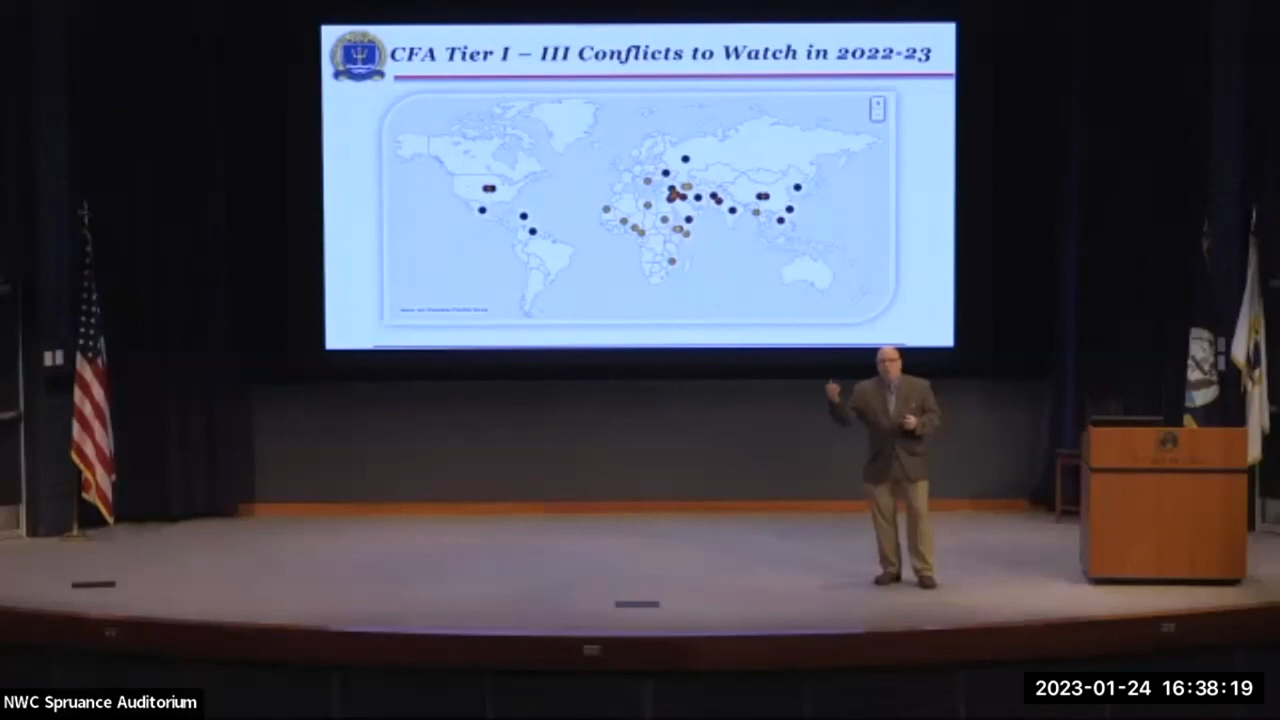 CFA Tier I – III Conflicts to Watch in 2022-23
NWC Spruance Auditorium
2023-01-24 16:38:19